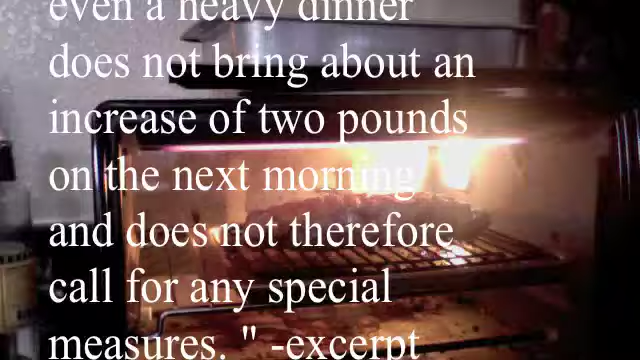 even a heavy dinner
does not bring about an
increase of two pounds
on the next morning
and does not therefore
call for any special
measures. " -excerpt